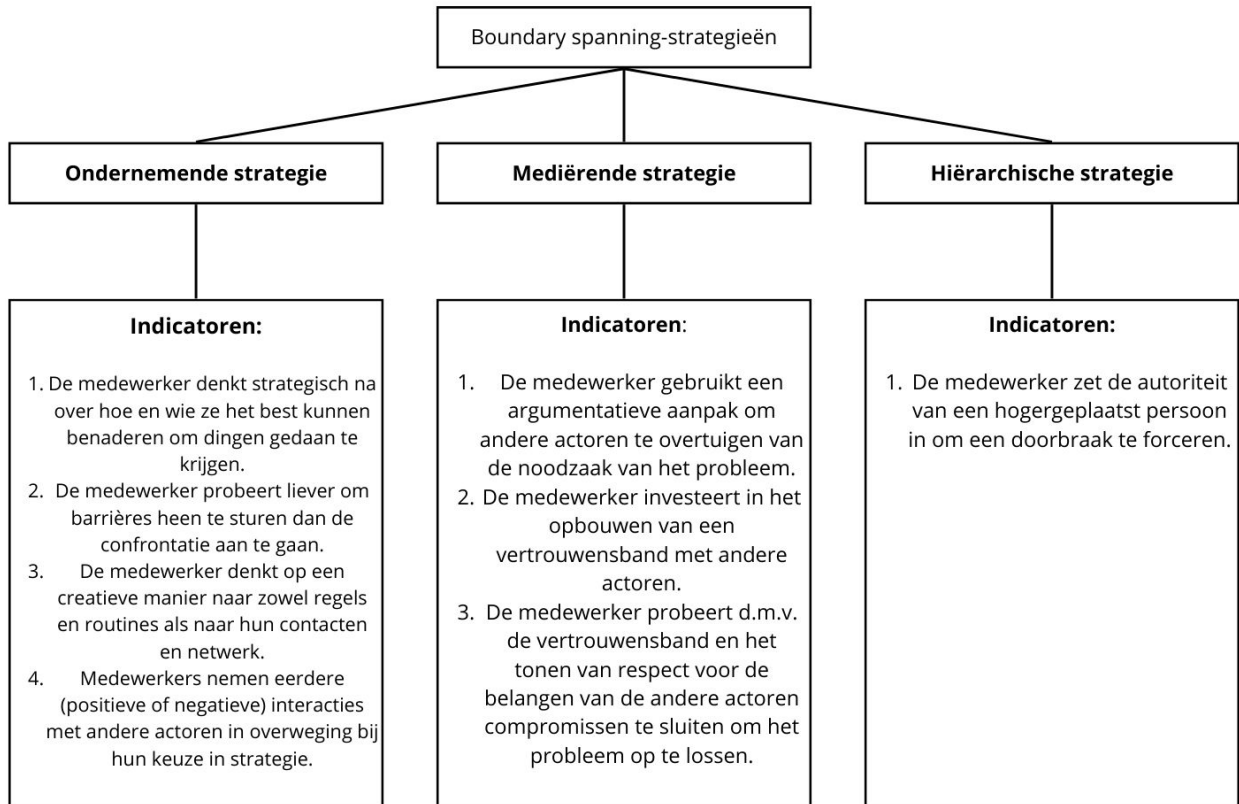 Boundary spanning-strategieën
Ondernemende strategie
Mediërende strategie
Hiërarchische strategie
Indicatoren:
1. De medewerker denkt strategisch na
over hoe en wie ze het best kunnen
benaderen om dingen gedaan te
krijgen.
2. De medewerker probeert liever om
barrières heen te sturen dan de
confrontatie aan te gaan.
3. De medewerker denkt op een
creatieve manier naar zowel regels
en routines als naar hun contacten
en netwerk.
4. Medewerkers nemen eerdere
(positieve of negatieve) interacties
met andere actoren in overweging bij
hun keuze in strategie.
Indicatoren:
1. De medewerker gebruikt een
argumentatieve aanpak om
andere actoren te overtuigen van
de noodzaak van het probleem.
2. De medewerker investeert in het
opbouwen van een
vertrouwensband met andere
actoren.
3. De medewerker probeert d.m.v.
de vertrouwensband en het
tonen van respect voor de
belangen van de andere actoren
compromissen te sluiten om het
probleem op te lossen.
Indicatoren:
1. De medewerker zet de autoriteit
van een hogergeplaatst persoon
in om een doorbraak te forceren.